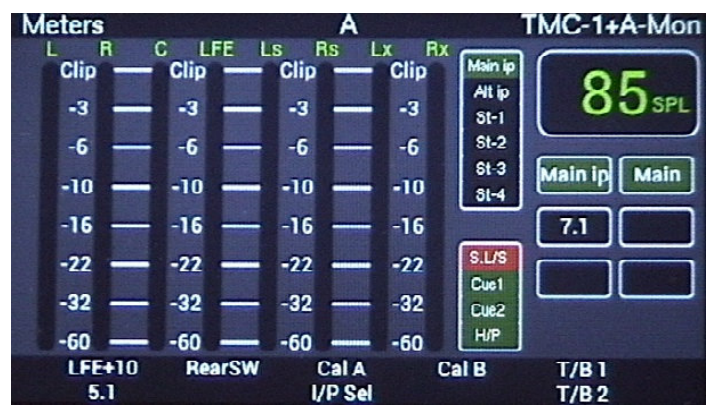 Meters A TMC-1+A-Mon
L R C LFE Ls Rs Lx Rx
Clip Clip Clip Clip
-3 -3 -3 -3
-6 -6 -6 -6
-10 -10 -10 -10
-16 -16 -16 -16
-22 -22 -22 -22
-32 -32 -32 -32
-60 -60 -60 -60
Main ip
Alt ip
St-1
St-2
St-3
St-4
S.L/S
Cue1
Cue2
H/P
85 SPL
Main ip Main
7.1
LFE+10 RearSW Cal A Cal B T/B 1
5.1 I/P Sel T/B 2